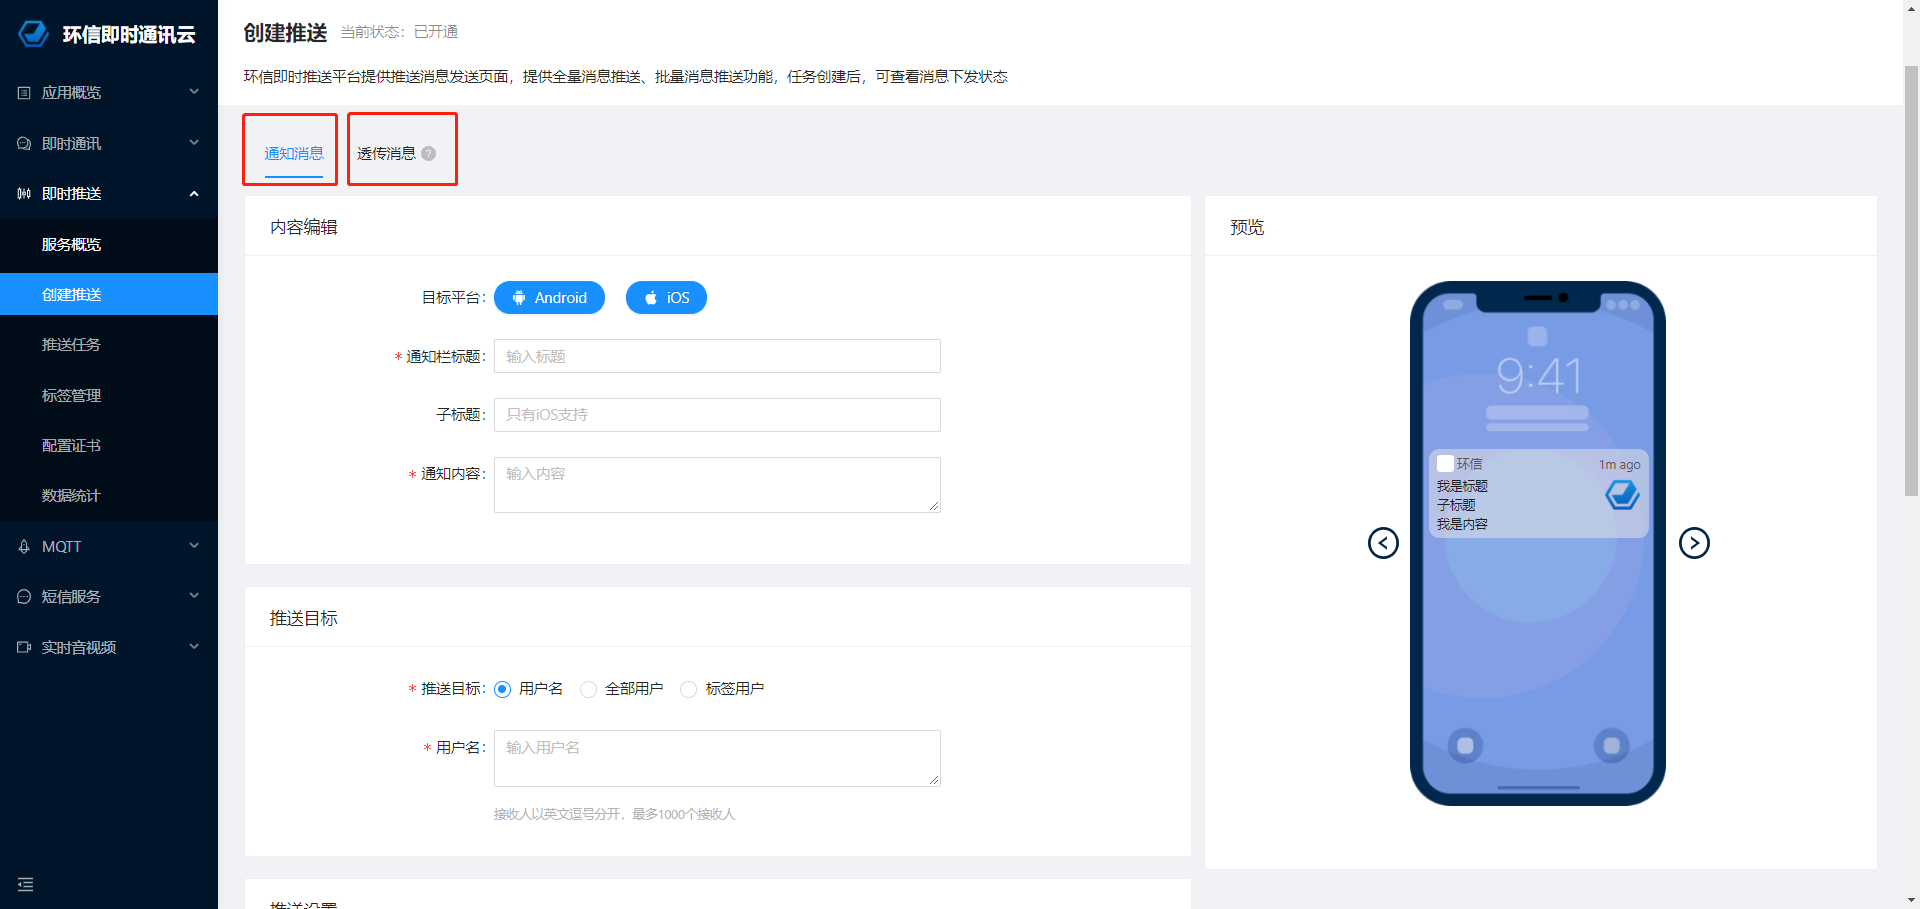 环信即时通讯云
应用概览
即时通讯
即时推送
服务概览
创建推送
推送任务
标签管理
配置证书
数据统计
MQTT
短信服务
实时音视频
创建推送 当前状态：已开通
环信即时推送平台提供推送消息发送页面，提供全量消息推送、批量消息推送功能，任务创建后，可查看消息下发状态
通知消息 透传消息 ?
内容编辑
目标平台： Android iOS
* 通知栏标题： 输入标题
子标题： 只有iOS支持
* 通知内容： 输入内容
推送目标
* 推送目标： 用户名 全部用户 标签用户
* 用户名： 输入用户名
接收人以英文逗号分开，最多1000个接收人
推送设置
预览
9:41
环信 1m ago
我是标题
子标题
我是内容